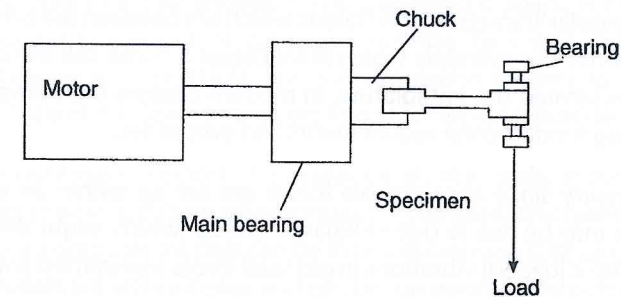 Chuck
Bearing
Motor
Main bearing
Specimen
Load